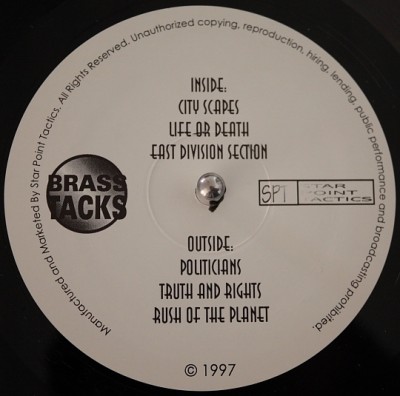 Manufactured and Marketed By Star Point Tactics. All Rights Reserved. Unauthorized copying, reproduction, hiring, lending, public performance and broadcasting prohibited.
INSIDE:
CITY SCAPES
LIFE OR DEATH
EAST DIVISION SECTION
BRASS
TACKS
SPT
STAR
POINT
TACTICS
OUTSIDE:
POLITICIANS
TRUTH AND RIGHTS
RUSH OF THE PLANET
© 1997